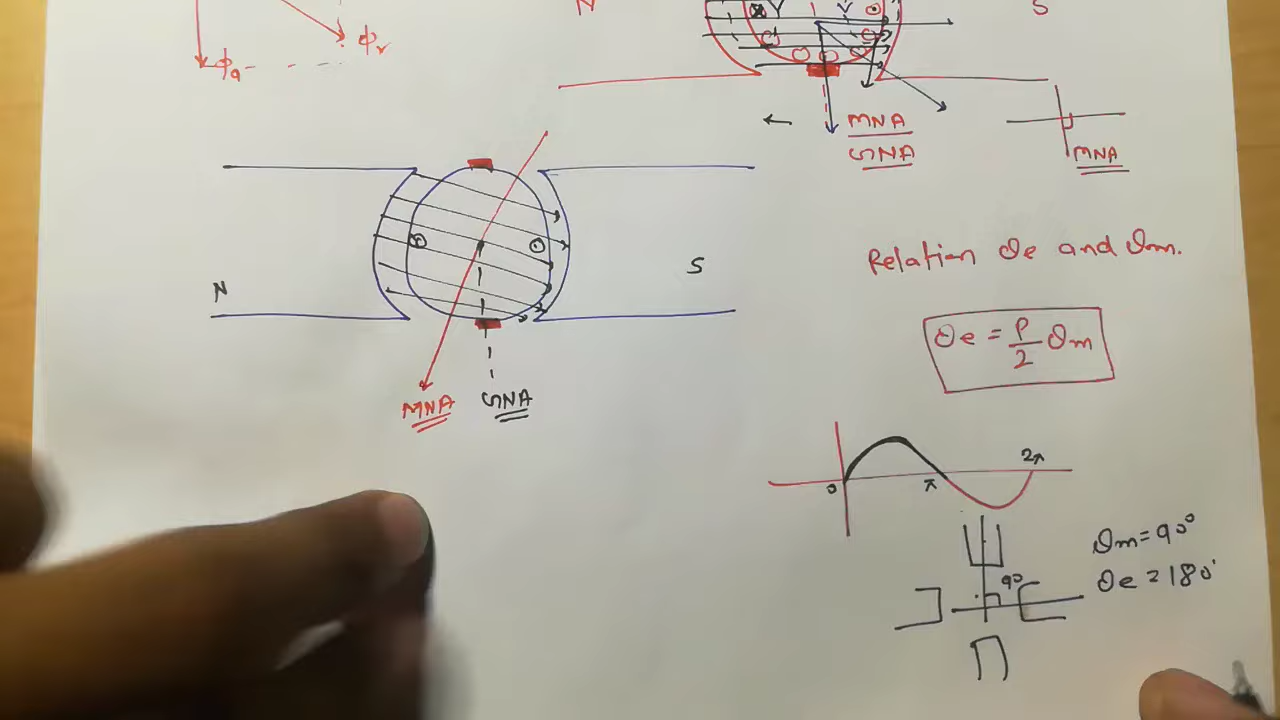 N
S
Φr
Φa
MNA
GNA
MNA
N
S
MNA
GNA
Relation θe and θm.
θe = P/2 θm
0
π
2π
90
θm = 90°
θe = 180°